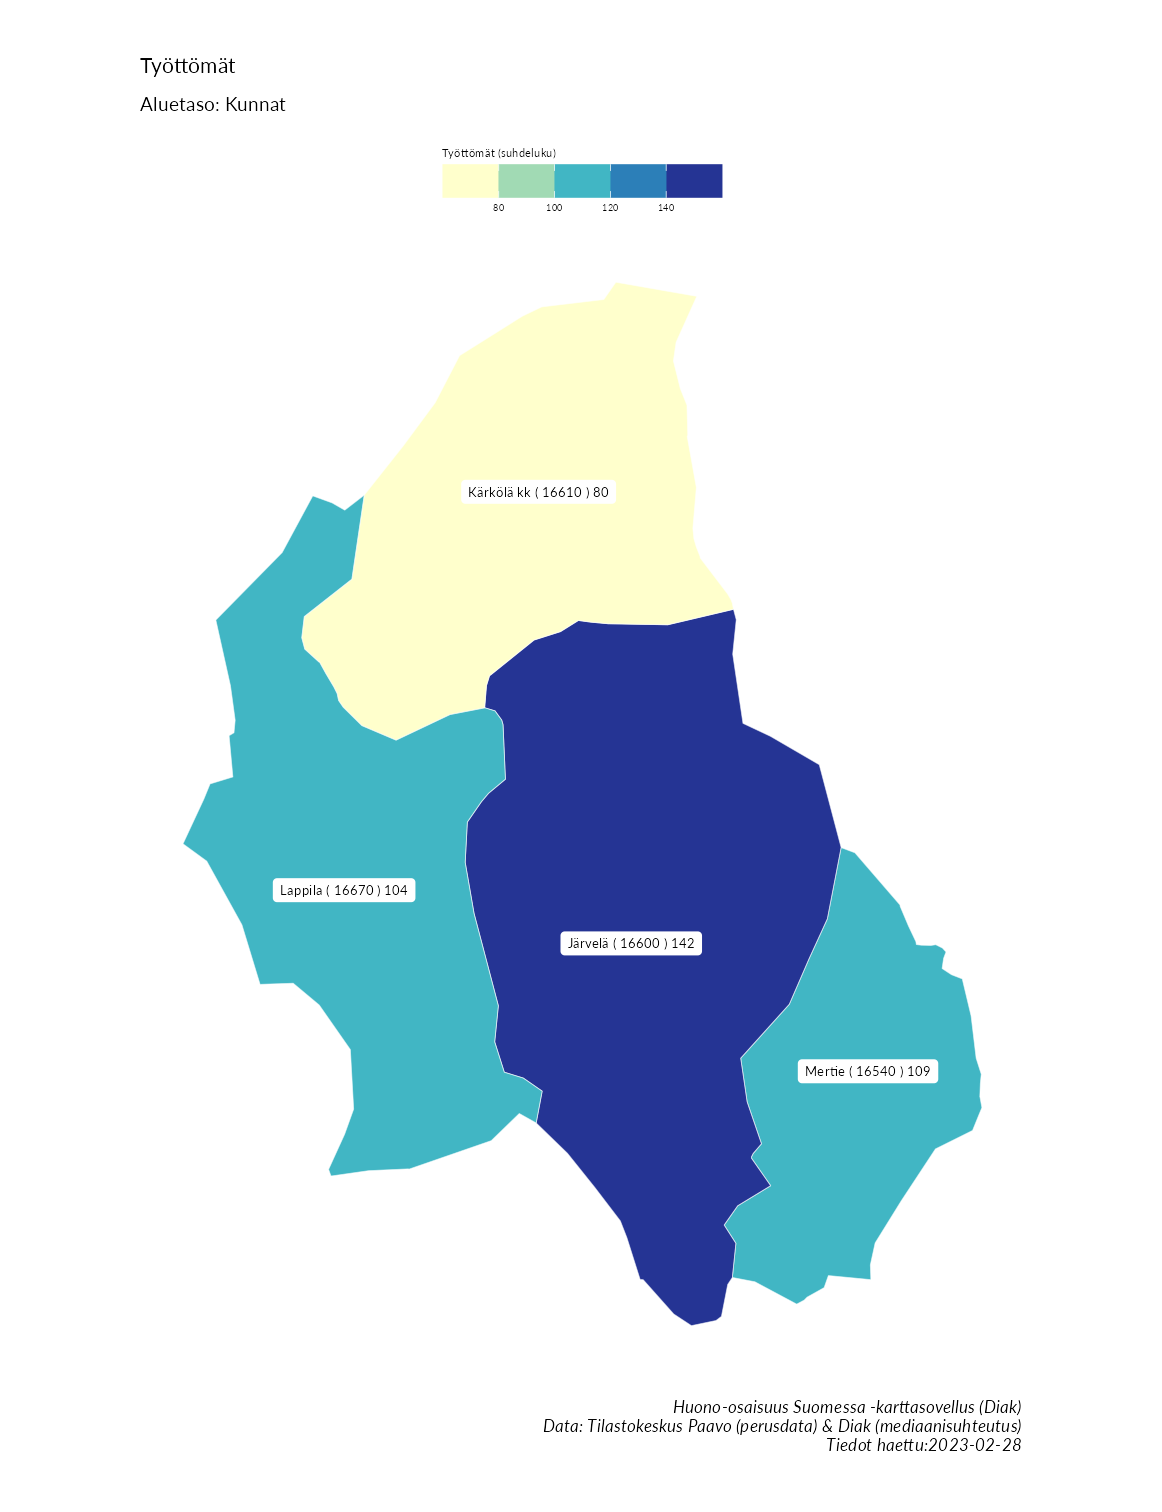 Työttömät
Aluetaso: Kunnat
Työttömät (suhdeluku)
80 100 120 140
Kärkölä kk ( 16610 ) 80
Lappila ( 16670 ) 104
Järvelä ( 16600 ) 142
Mertie ( 16540 ) 109
Huono-osaisuus Suomessa -karttasovellus (Diak)
Data: Tilastokeskus Paavo (perusdata) & Diak (mediaanisuhteutus)
Tiedot haettu:2023-02-28